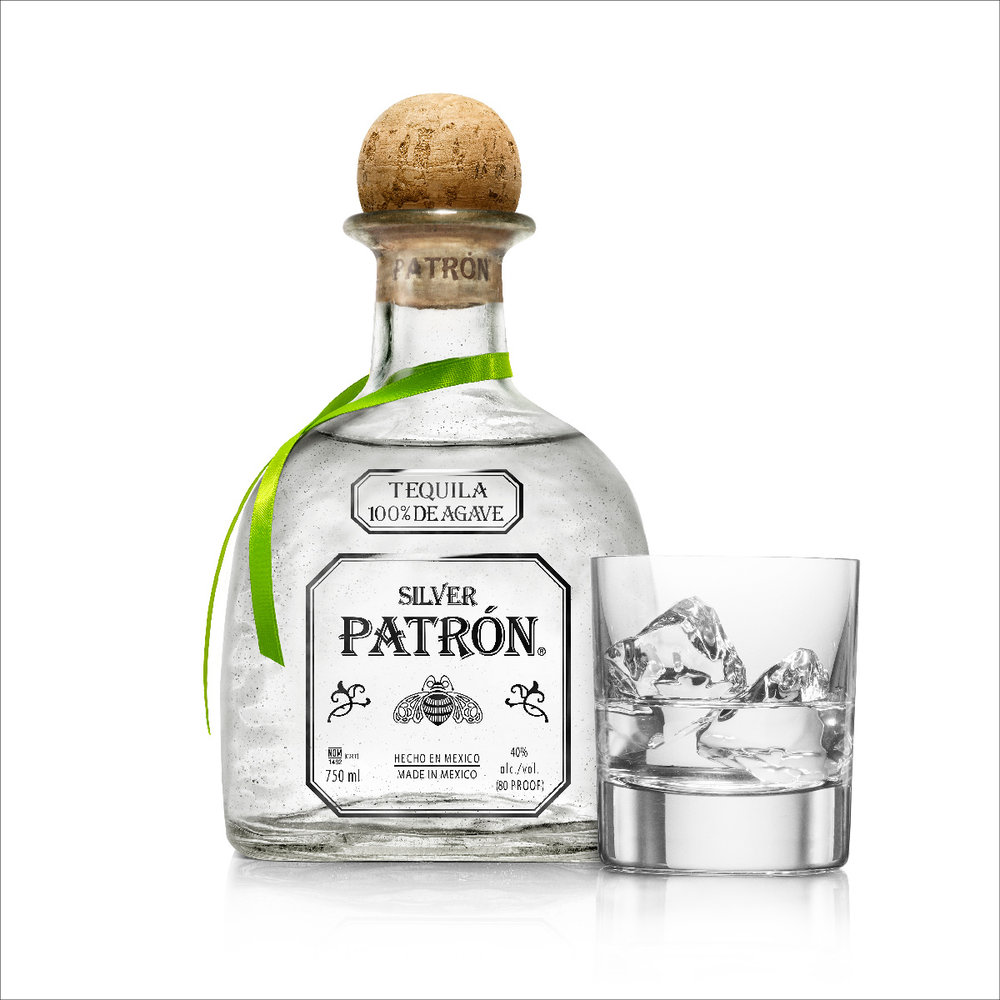 PATRÓN
TEQUILA
100% DE AGAVE
SILVER
PATRÓN®
NOM
1492
750 ml
HECHO EN MEXICO
MADE IN MEXICO
40%
alc./vol.
(80 PROOF)